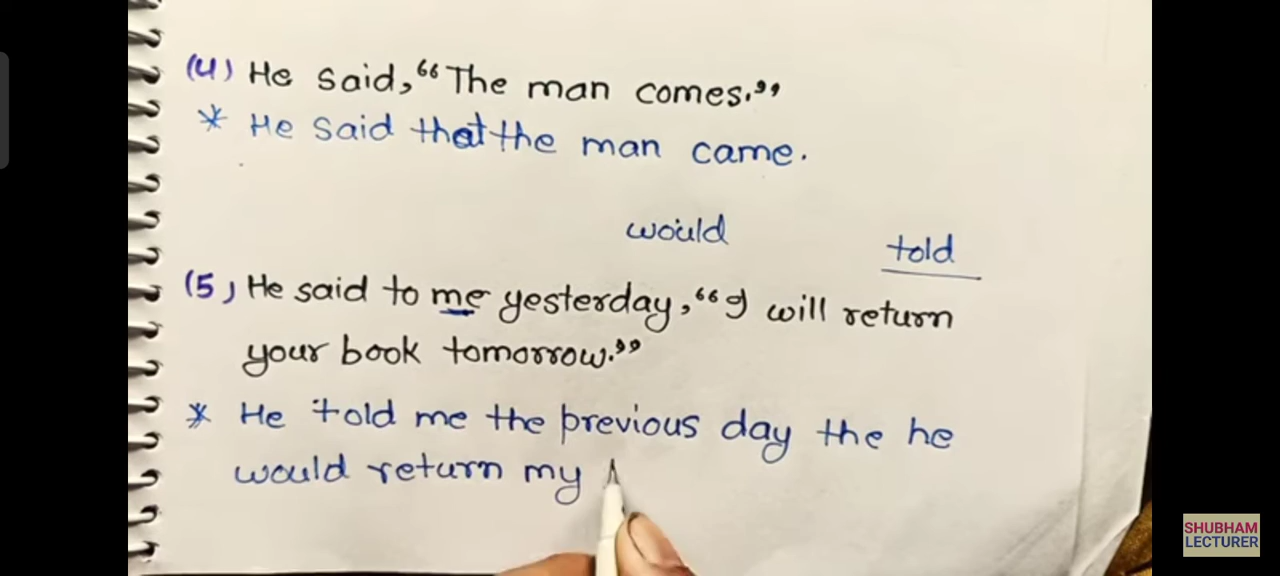 (4) He said, “The man comes.”
* He said that the man came.
would
told
(5) He said to me yesterday, “I will return
your book tomorrow.”
* He told me the previous day the he
would return my
SHUBHAM
LECTURER